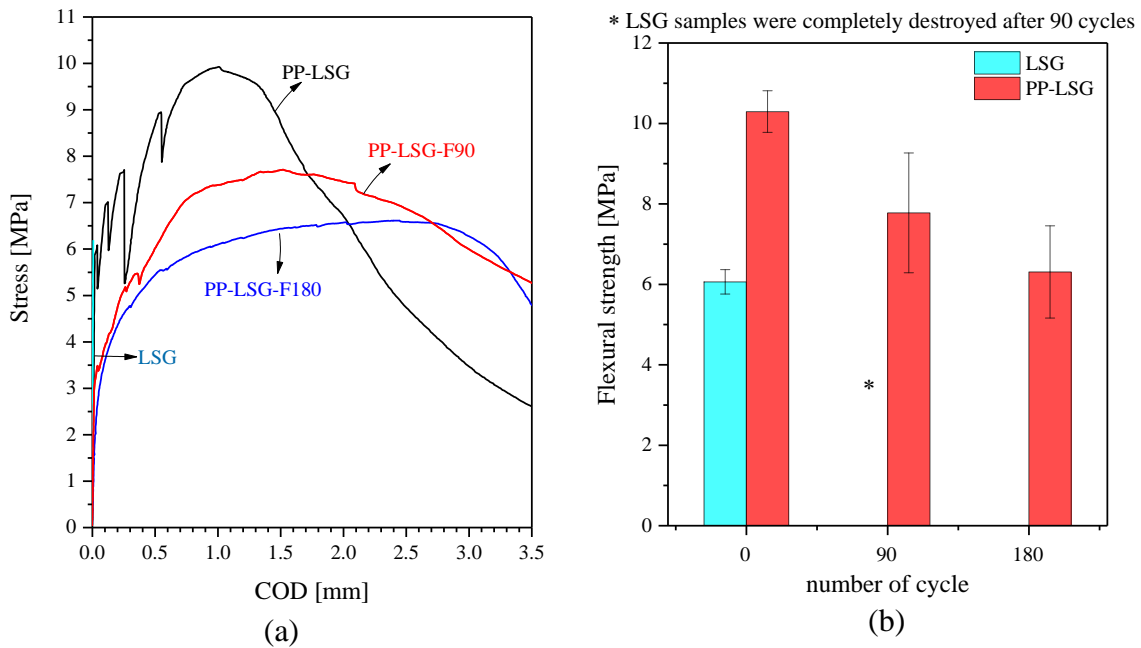 11
10
9
8
7
6
5
4
3
2
1
0
Stress [MPa]
PP-LSG
PP-LSG-F90
PP-LSG-F180
LSG
0.0 0.5 1.0 1.5 2.0 2.5 3.0 3.5
COD [mm]
(a)
* LSG samples were completely destroyed after 90 cycles
LSG
PP-LSG
10
8
6
4
2
0
Flexural strength [MPa]
*
0 90 180
number of cycle
(b)